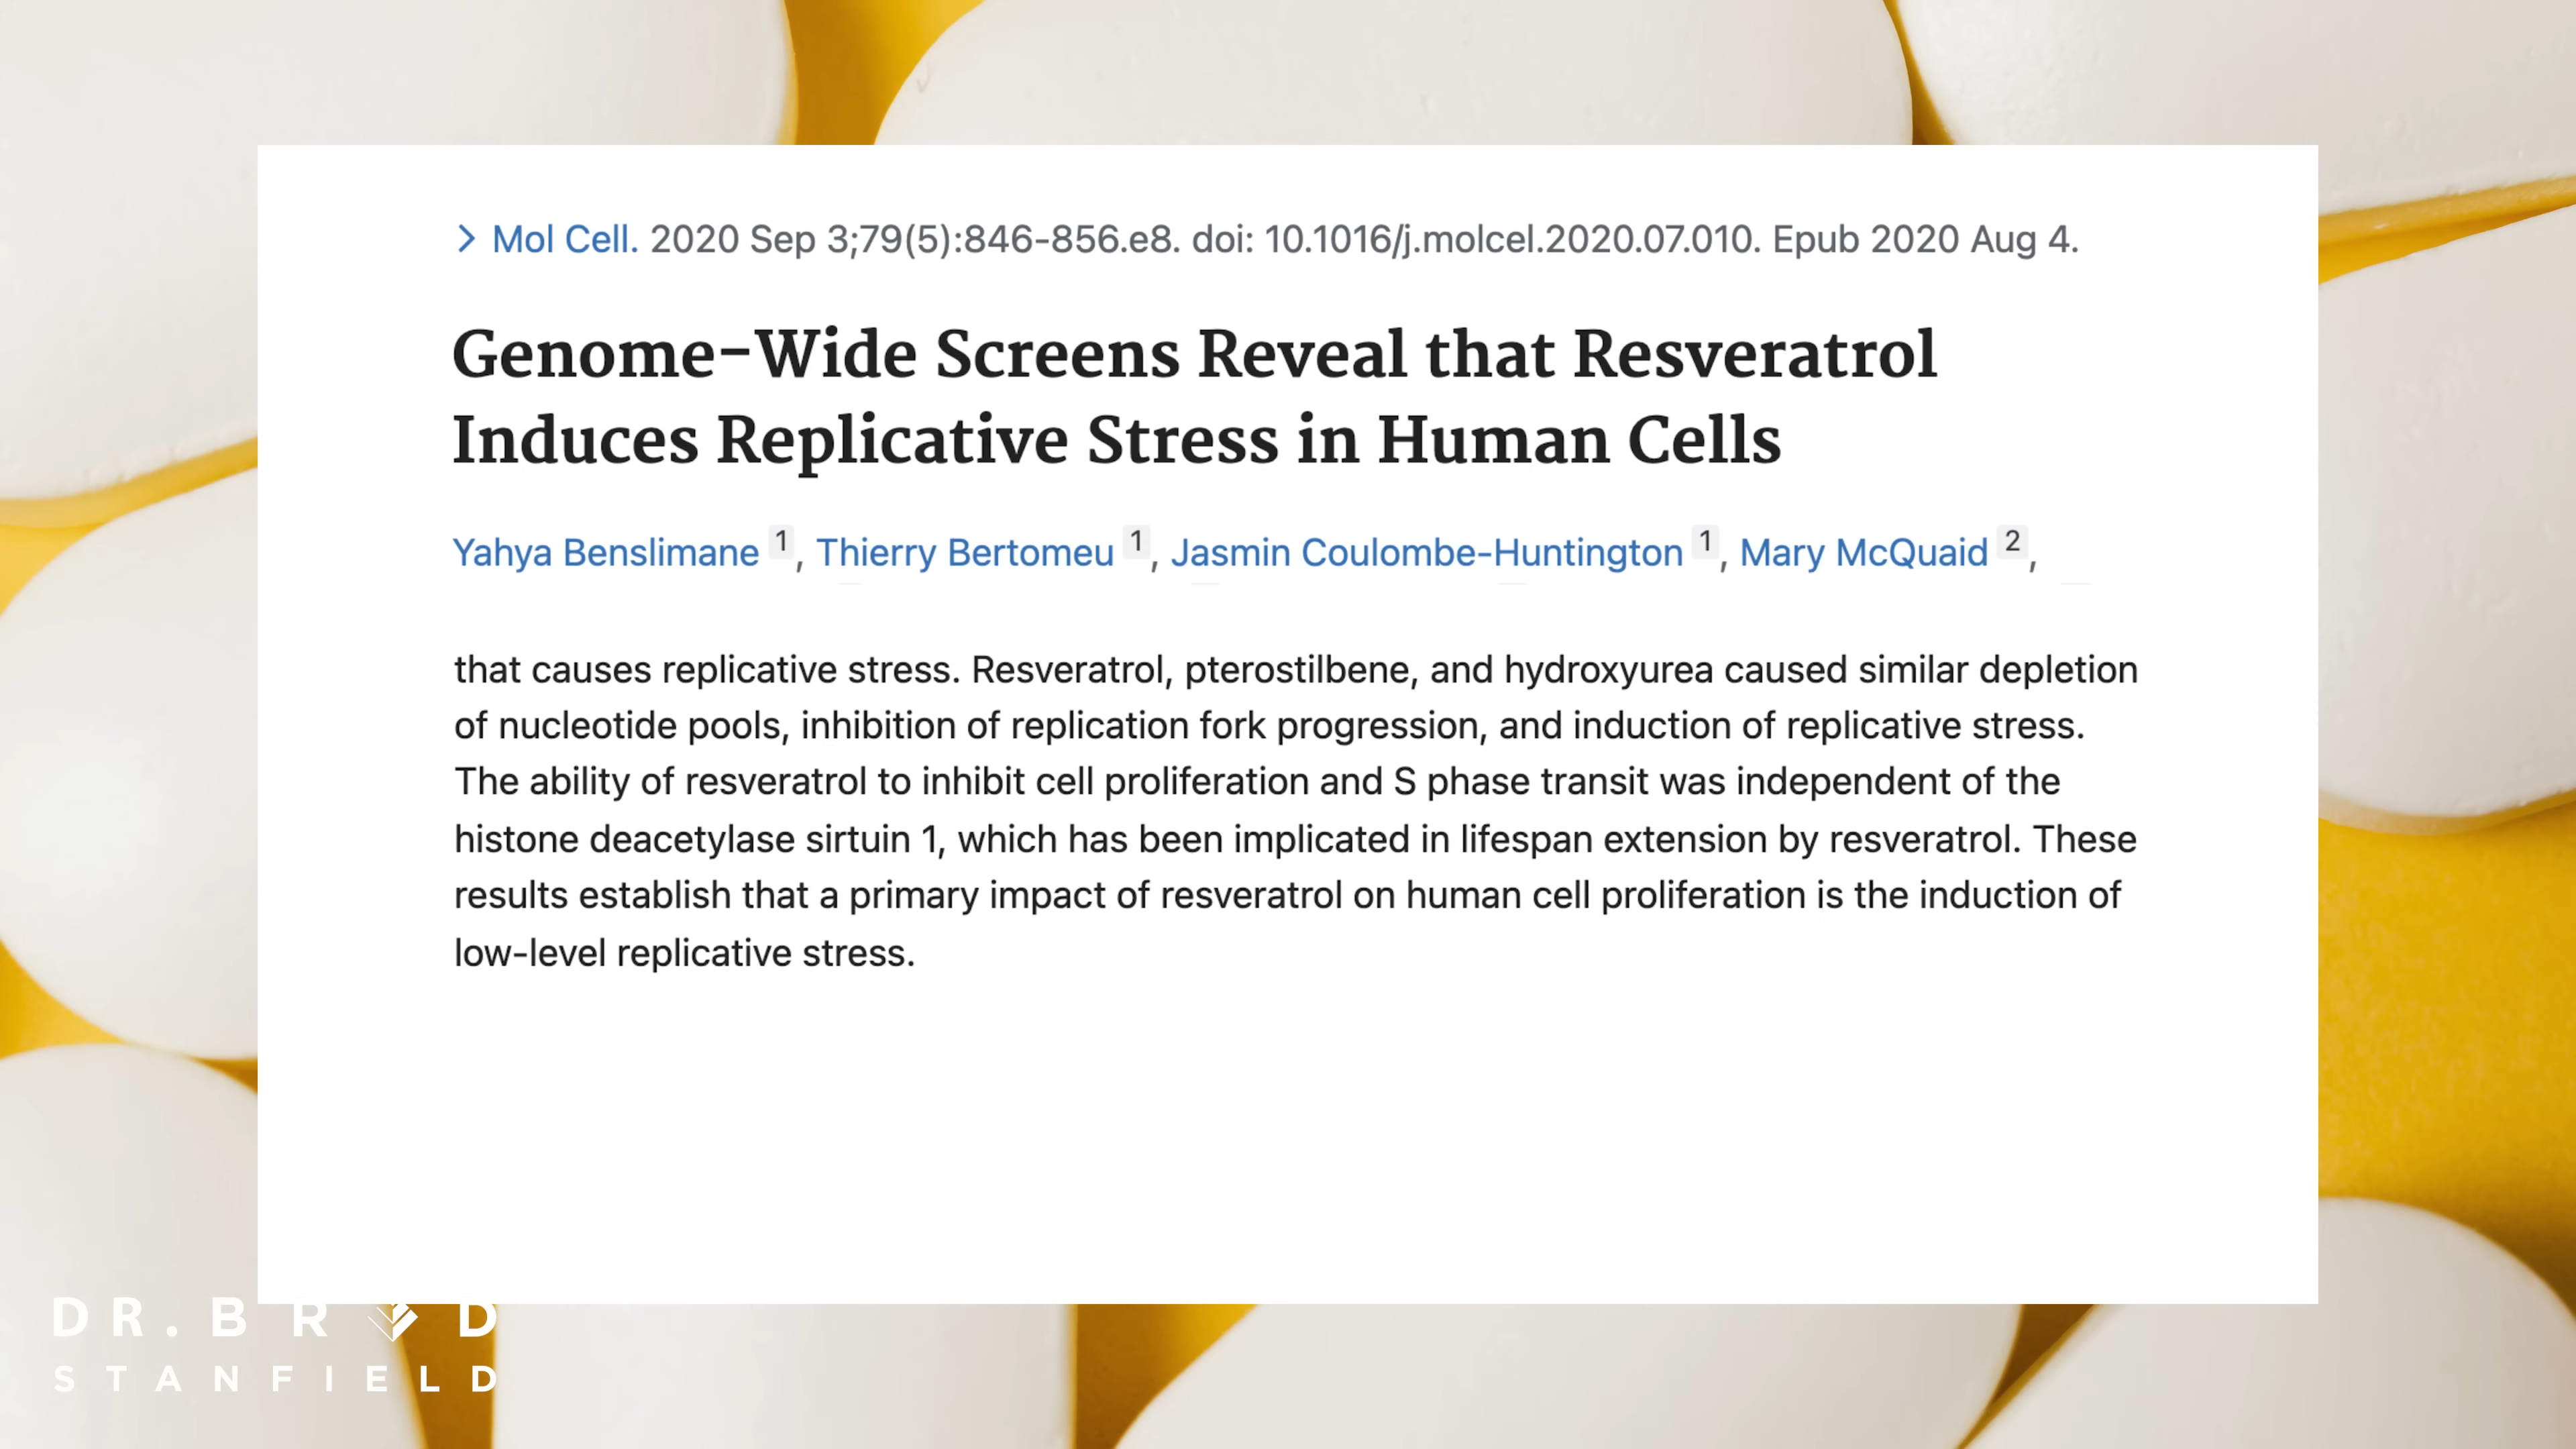 > Mol Cell. 2020 Sep 3;79(5):846-856.e8. doi: 10.1016/j.molcel.2020.07.010. Epub 2020 Aug 4.
Genome-Wide Screens Reveal that Resveratrol
Induces Replicative Stress in Human Cells
Yahya Benslimane 1, Thierry Bertomeu 1, Jasmin Coulombe-Huntington 1, Mary McQuaid 2,
that causes replicative stress. Resveratrol, pterostilbene, and hydroxyurea caused similar depletion
of nucleotide pools, inhibition of replication fork progression, and induction of replicative stress.
The ability of resveratrol to inhibit cell proliferation and S phase transit was independent of the
histone deacetylase sirtuin 1, which has been implicated in lifespan extension by resveratrol. These
results establish that a primary impact of resveratrol on human cell proliferation is the induction of
low-level replicative stress.
DR. BRAD
STANFIELD